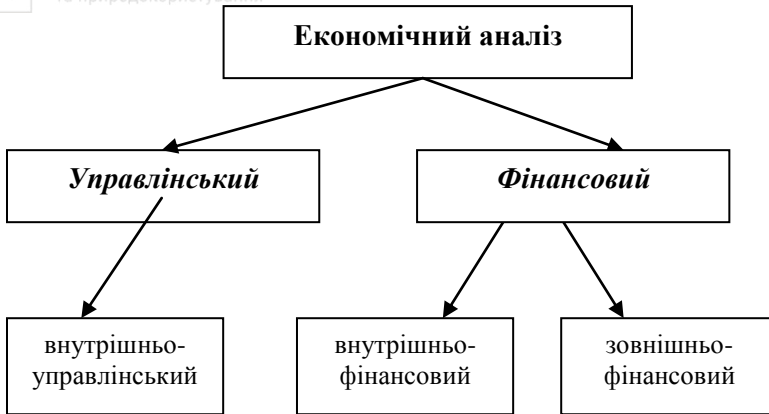 Економічний аналіз
Управлінський
Фінансовий
внутрішньо-
управлінський
внутрішньо-
фінансовий
зовнішньо-
фінансовий